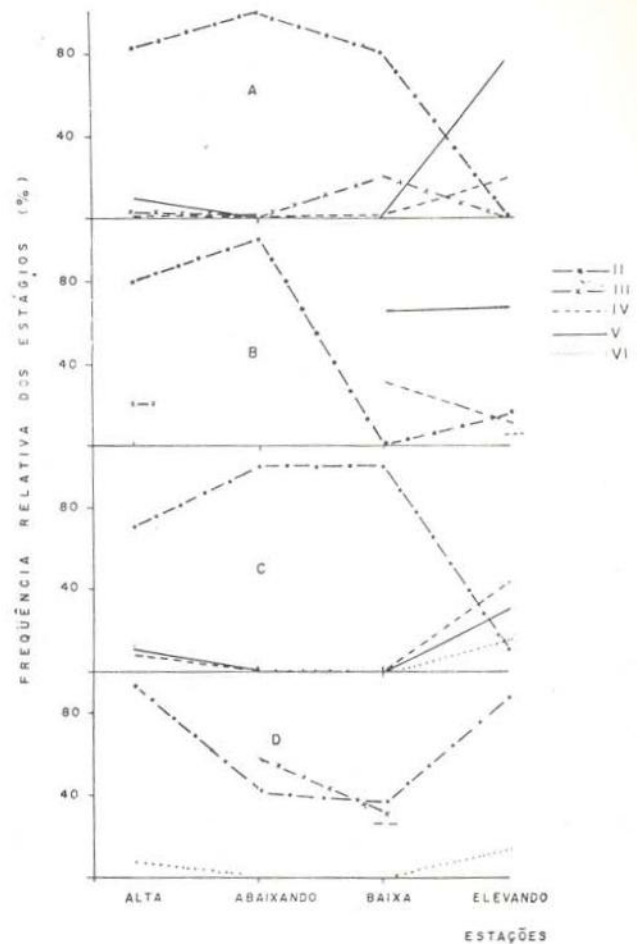 FREQUÊNCIA RELATIVA DOS ESTÁGIOS (%)
80
A
40
80
B
40
80
C
40
80
D
40
II
III
IV
V
VI
ALTA ABAIXANDO BAIXA ELEVANDO
ESTAÇÕES